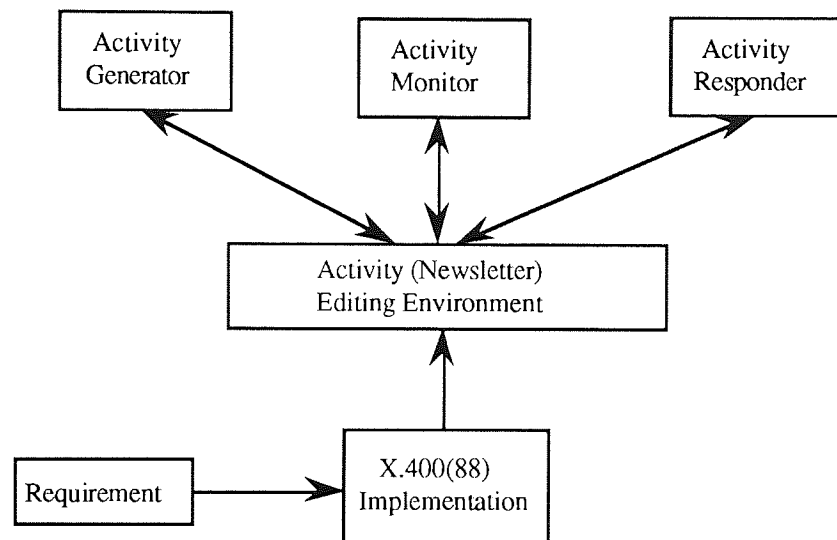 Activity
Generator
Activity
Monitor
Activity
Responder
Activity (Newsletter)
Editing Environment
X.400(88)
Implementation
Requirement